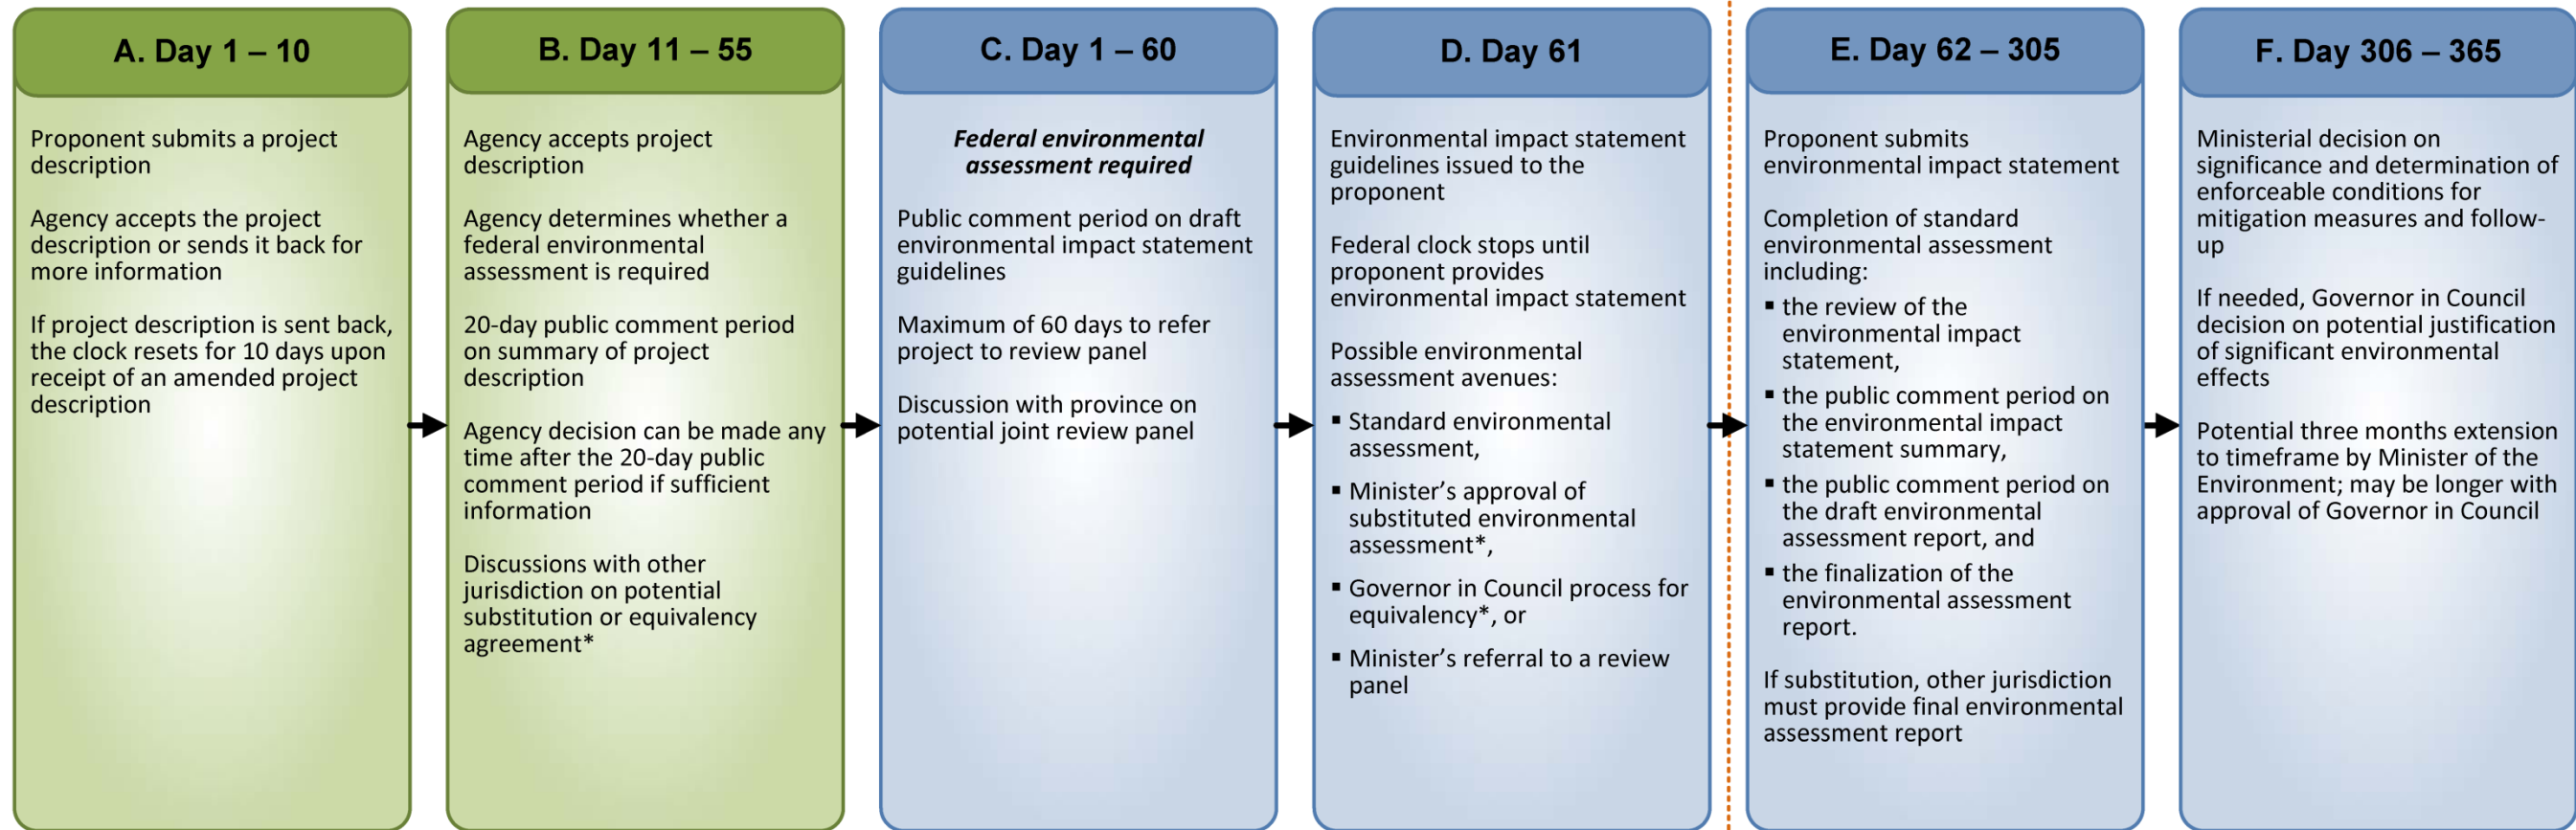 A. Day 1 – 10
Proponent submits a project
description
Agency accepts the project
description or sends it back for
more information
If project description is sent back,
the clock resets for 10 days upon
receipt of an amended project
description
B. Day 11 – 55
Agency accepts project
description
Agency determines whether a
federal environmental
assessment is required
20-day public comment period
on summary of project
description
Agency decision can be made any
time after the 20-day public
comment period if sufficient
information
Discussions with other
jurisdiction on potential
substitution or equivalency
agreement*
C. Day 1 – 60
Federal environmental
assessment required
Public comment period on draft
environmental impact statement
guidelines
Maximum of 60 days to refer
project to review panel
Discussion with province on
potential joint review panel
D. Day 61
Environmental impact statement
guidelines issued to the
proponent
Federal clock stops until
proponent provides
environmental impact statement
Possible environmental
assessment avenues:
▪ Standard environmental
assessment,
▪ Minister’s approval of
substituted environmental
assessment*,
▪ Governor in Council process for
equivalency*, or
▪ Minister’s referral to a review
panel
E. Day 62 – 305
Proponent submits
environmental impact statement
Completion of standard
environmental assessment
including:
▪ the review of the
environmental impact
statement,
▪ the public comment period on
the environmental impact
statement summary,
▪ the public comment period on
the draft environmental
assessment report, and
▪ the finalization of the
environmental assessment
report.
If substitution, other jurisdiction
must provide final environmental
assessment report
F. Day 306 – 365
Ministerial decision on
significance and determination of
enforceable conditions for
mitigation measures and follow-
up
If needed, Governor in Council
decision on potential justification
of significant environmental
effects
Potential three months extension
to timeframe by Minister of the
Environment; may be longer with
approval of Governor in Council